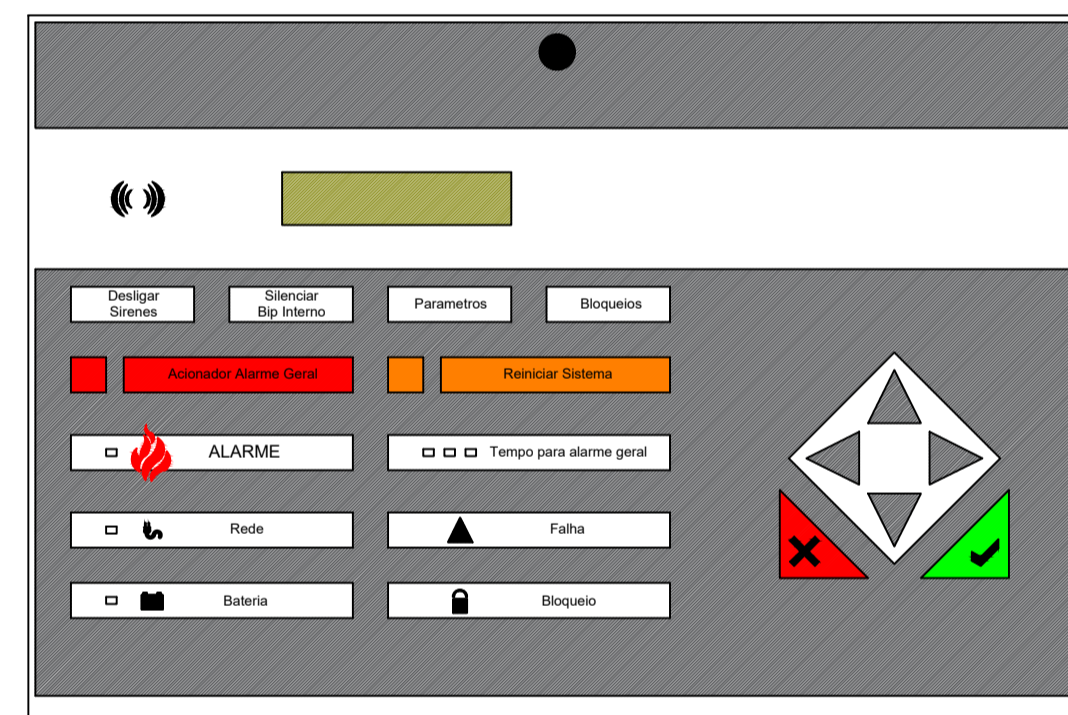 Desligar
Sirenes
Silenciar
Bip Interno
Parametros
Bloqueios
Acionador Alarme Geral
Reiniciar Sistema
ALARME
Tempo para alarme geral
Rede
Falha
Bateria
Bloqueio